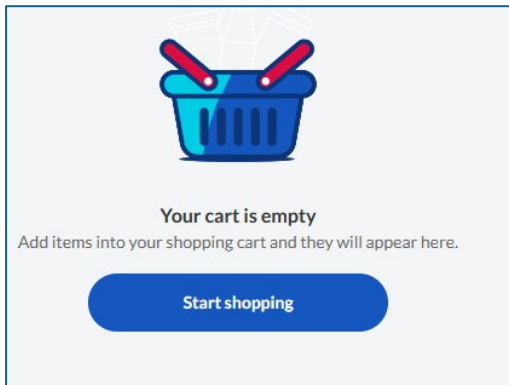 Your cart is empty
Add items into your shopping cart and they will appear here.
Start shopping